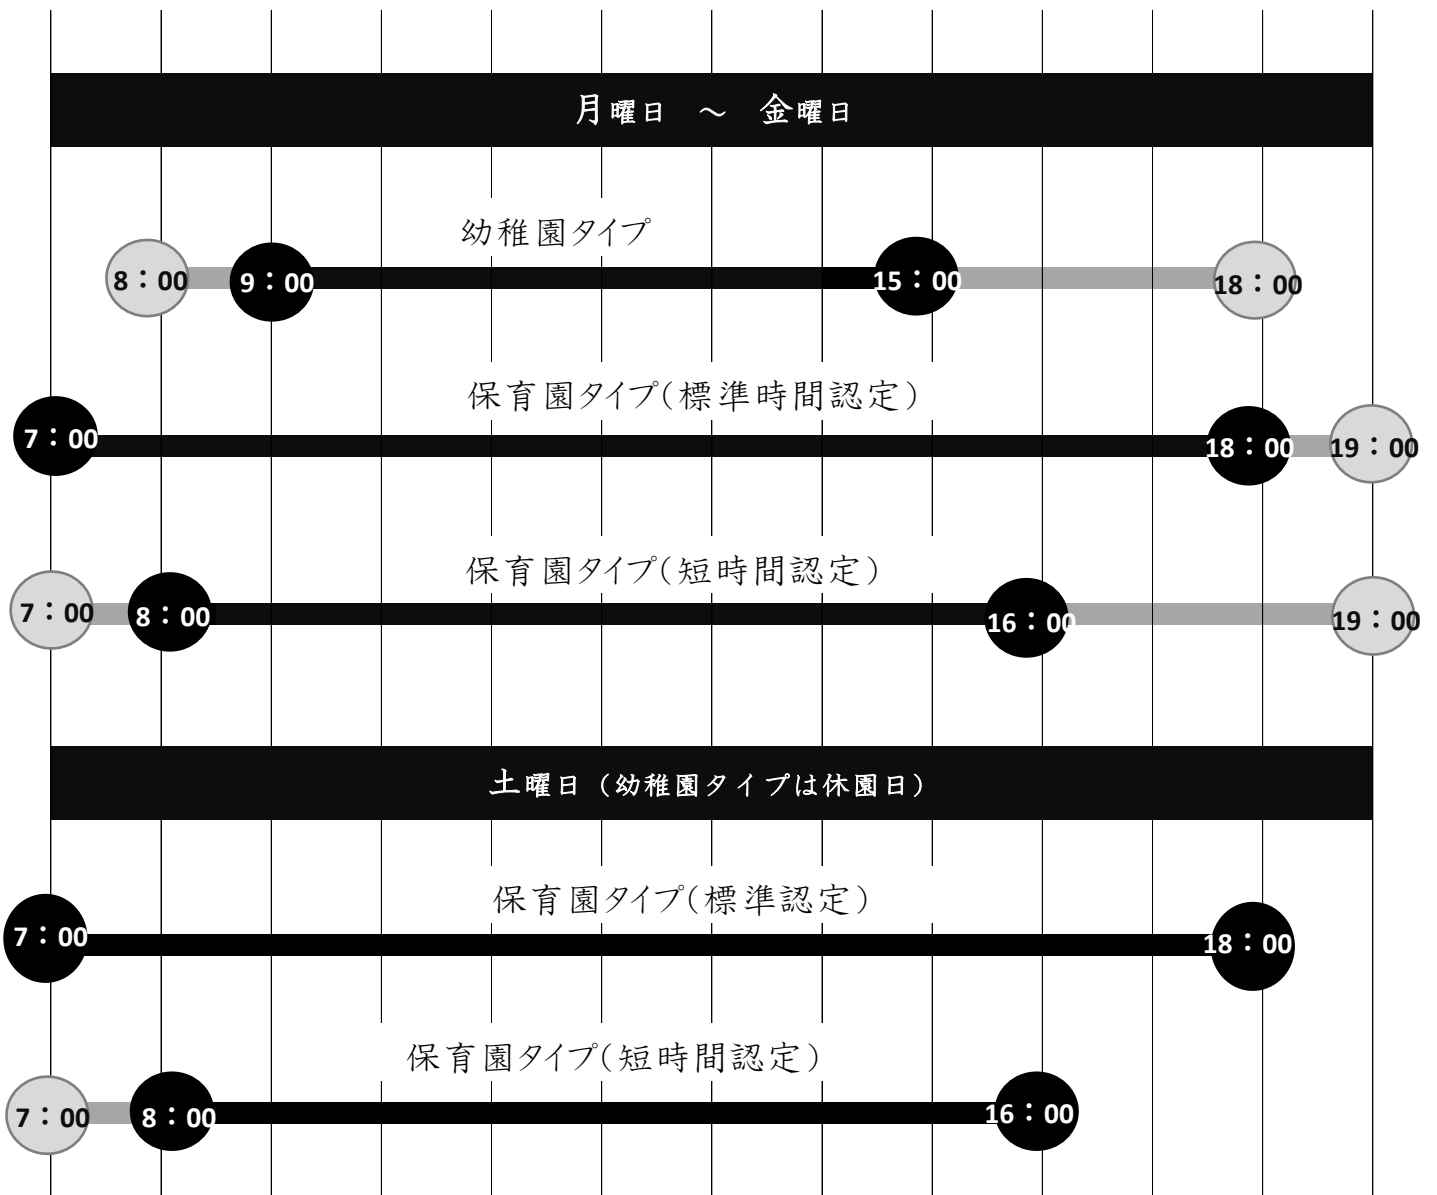 月曜日　～　金曜日
幼稚園タイプ
8：00 9：00 15：00 18：00
保育園タイプ(標準時間認定)
7：00 18：00 19：00
保育園タイプ(短時間認定)
7：00 8：00 16：00 19：00
土曜日（幼稚園タイプは休園日）
保育園タイプ(標準認定)
7：00 18：00
保育園タイプ(短時間認定)
7：00 8：00 16：00